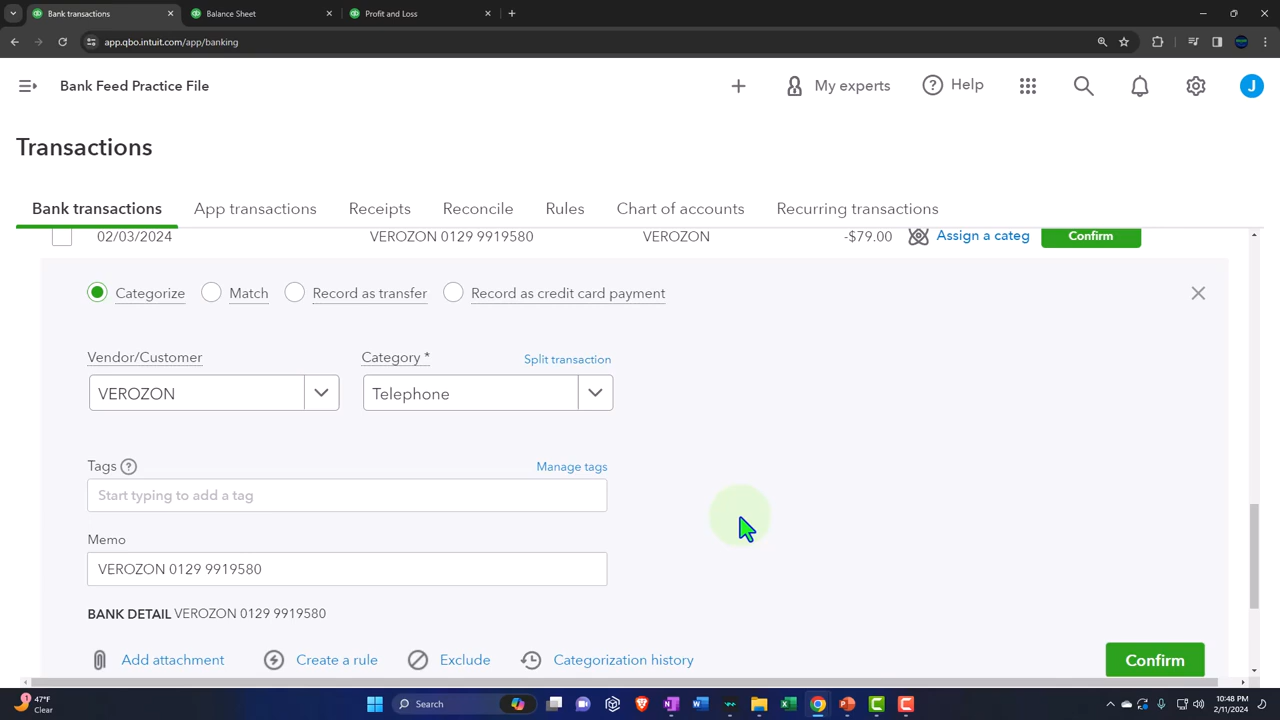 Bank transactions
Balance Sheet
Profit and Loss
app.qbo.intuit.com/app/banking
Bank Feed Practice File
My experts
Help
J
Transactions
Bank transactions
App transactions
Receipts
Reconcile
Rules
Chart of accounts
Recurring transactions
02/03/2024
VEROZON 0129 9919580
VEROZON
-$79.00
Assign a categ
Confirm
Categorize
Match
Record as transfer
Record as credit card payment
Vendor/Customer
Category *
Split transaction
VEROZON
Telephone
Tags
Manage tags
Start typing to add a tag
Memo
VEROZON 0129 9919580
BANK DETAIL VEROZON 0129 9919580
Add attachment
Create a rule
Exclude
Categorization history
Confirm
47°F
Fair
Search
10:48 PM
2/11/2024